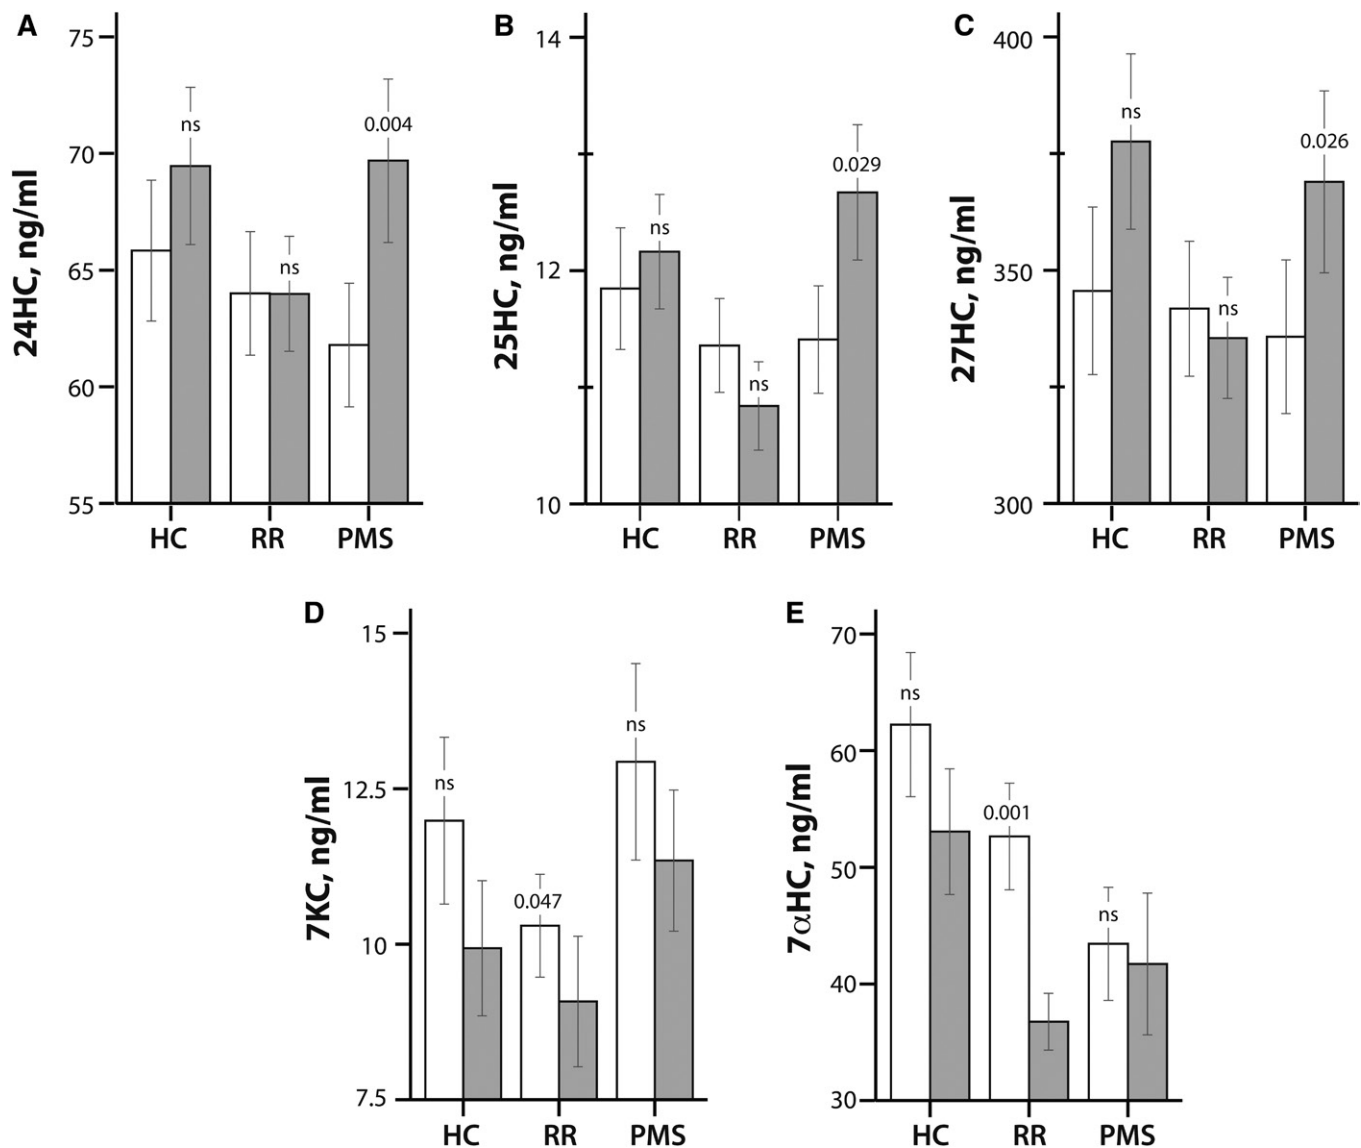 A
24HC, ng/ml
75
70
65
60
55
ns
ns
0.004
HC RR PMS
B
25HC, ng/ml
14
12
10
ns
ns
0.029
HC RR PMS
C
27HC, ng/ml
400
350
300
ns
ns
0.026
HC RR PMS
D
7KC, ng/ml
15
12.5
10
7.5
ns
0.047
ns
HC RR PMS
E
7αHC, ng/ml
70
60
50
40
30
ns
0.001
ns
HC RR PMS